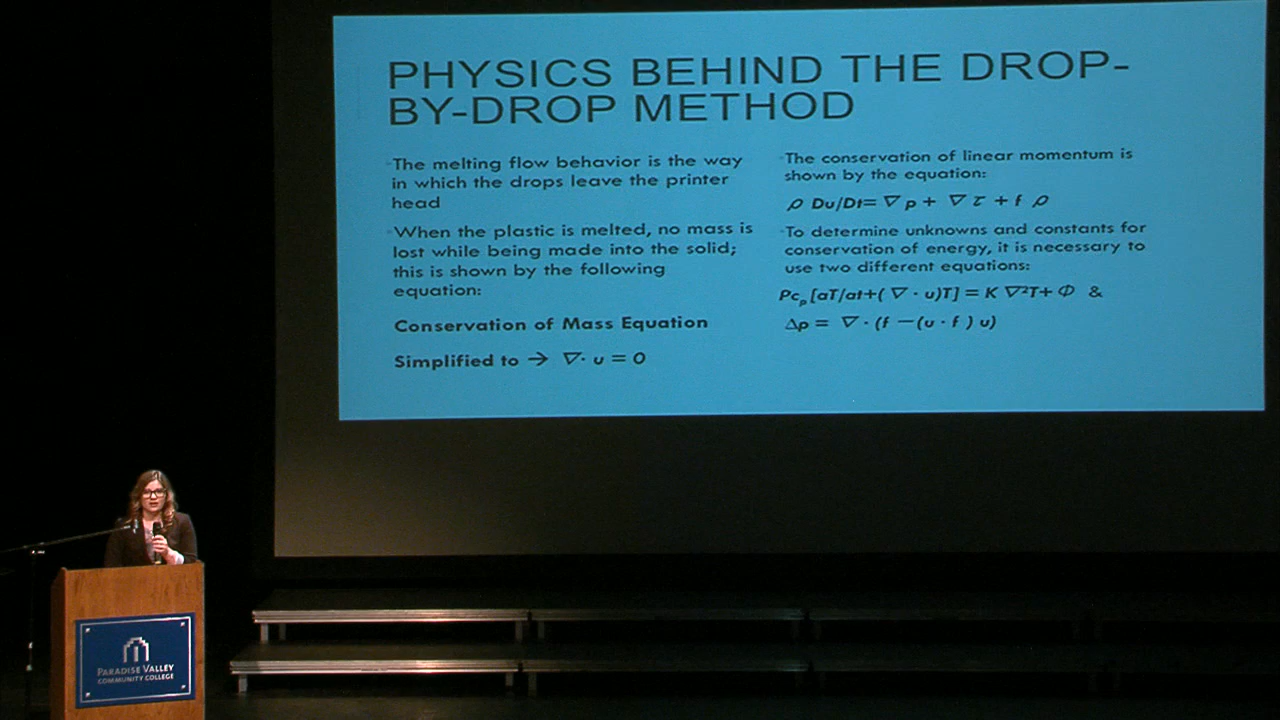 PHYSICS BEHIND THE DROP-
BY-DROP METHOD
The melting flow behavior is the way
in which the drops leave the printer
head
When the plastic is melted, no mass is
lost while being made into the solid;
this is shown by the following
equation:
Conservation of Mass Equation
Simplified to → ∇· u = 0
The conservation of linear momentum is
shown by the equation:
ρ Du/Dt= ∇ p + ∇ τ + f ρ
To determine unknowns and constants for
conservation of energy, it is necessary to
use two different equations:
Pcₚ [aT/at+( ∇ · u)T] = K ∇²T+ Φ &
Δp = ∇ · (f —(u · f ) u)
PARADISE VALLEY
COMMUNITY COLLEGE